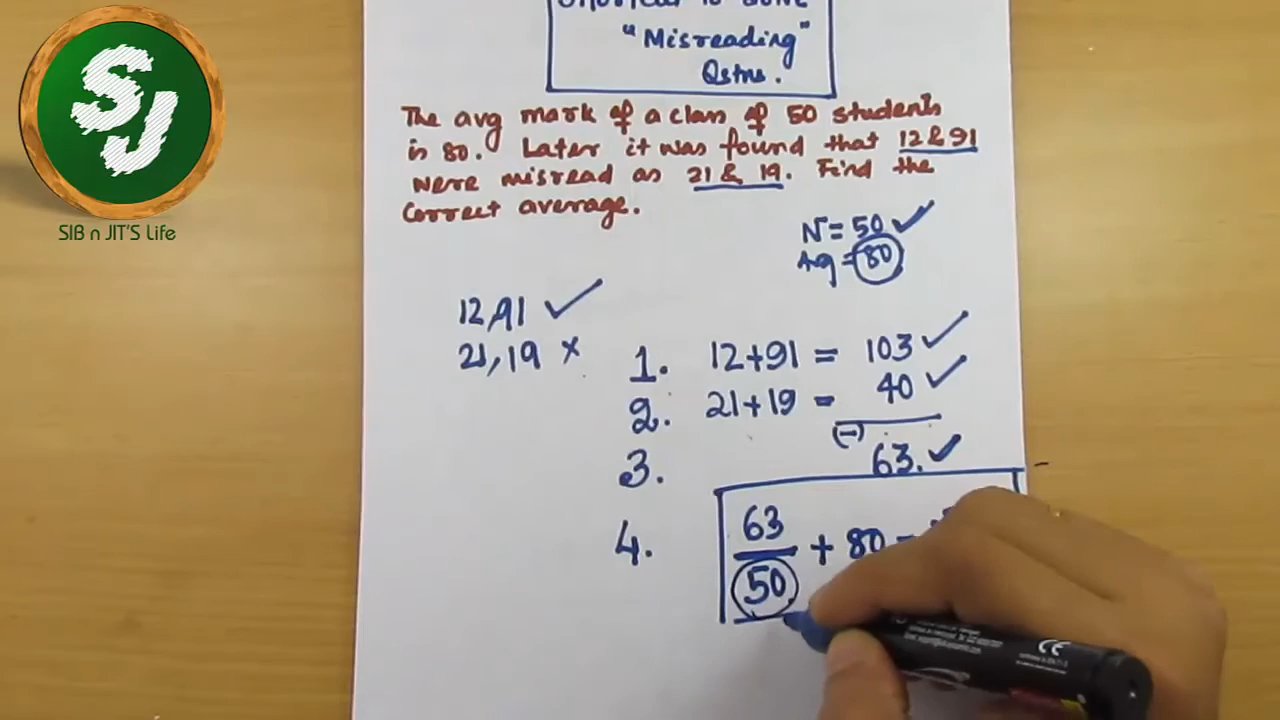 "Misreading"
Qstns.
The avg mark of a class of 50 students
is 80. Later it was found that 12 & 91
were misread as 21 & 19. Find the
correct average.
N = 50 ✓
Avg = 80
12,91 ✓
21,19 ×
1. 12+91 = 103 ✓
2. 21+19 = 40 ✓
3. (-) 63. ✓
4. 63/50 + 80 =
SJ
SIB n JIT'S Life
CE